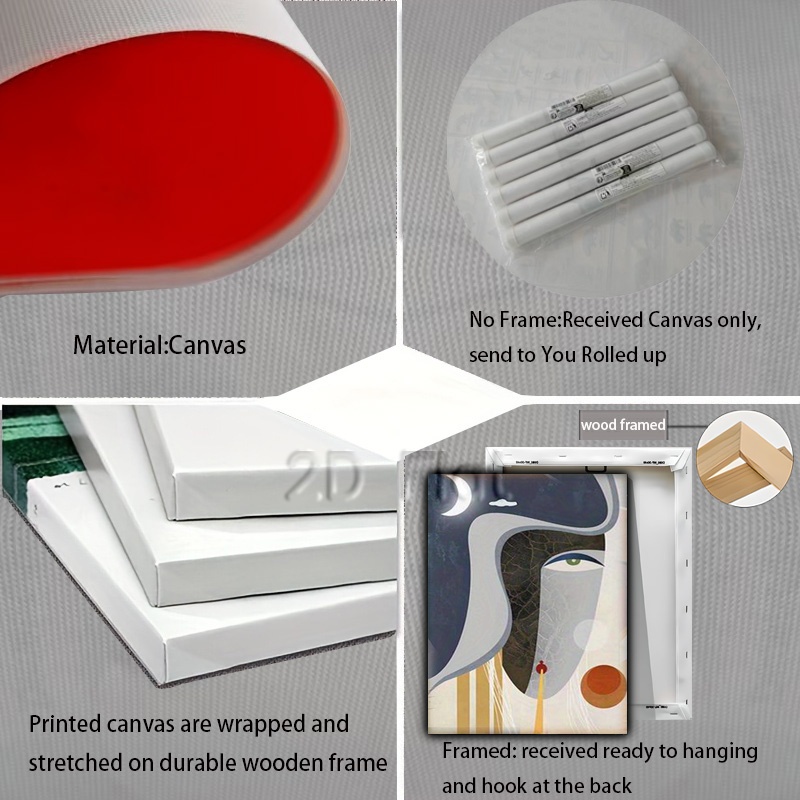 Material:Canvas
No Frame:Received Canvas only,
send to You Rolled up
2D
wood framed
Printed canvas are wrapped and
stretched on durable wooden frame
Framed: received ready to hanging
and hook at the back